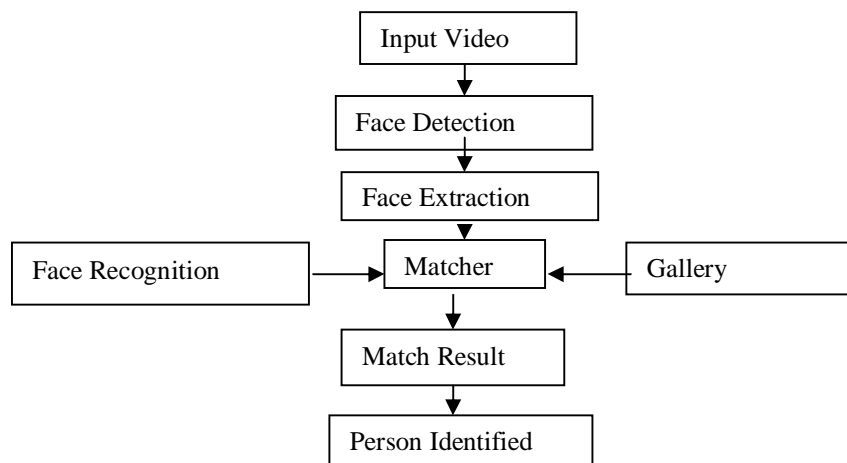 Input Video
Face Detection
Face Extraction
Face Recognition
Matcher
Gallery
Match Result
Person Identified